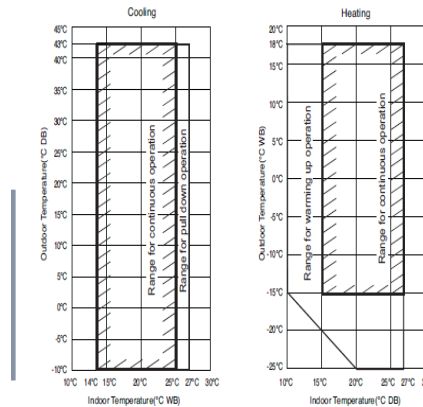 Cooling
45°C
43°C
40°C
35°C
30°C
25°C
20°C
15°C
10°C
5°C
0°C
-5°C
-10°C
10°C 14°C 15°C 20°C 25°C 27°C 30°C
Outdoor Temperature(°C DB)
Range for continuous operation
Range for pull down operation
Indoor Temperature(°C WB)
Heating
20°C
18°C
15°C
10°C
5°C
0°C
-5°C
-10°C
-15°C
-20°C
-25°C
10°C 15°C 20°C 25°C 27°C
Outdoor Temperature(°C WB)
Range for warming up operation
Range for continuous operation
Indoor Temperature(°C DB)